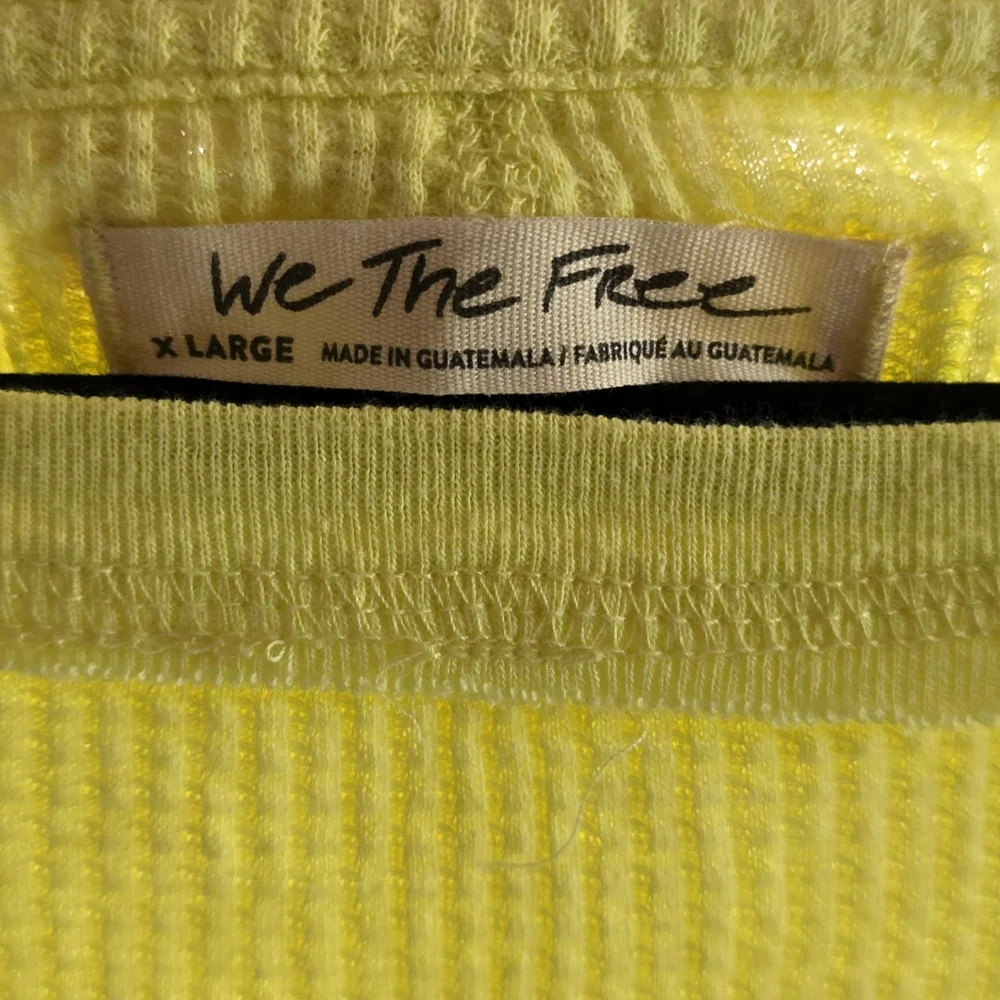 We The Free
X LARGE MADE IN GUATEMALA / FABRIQUÉ AU GUATEMALA